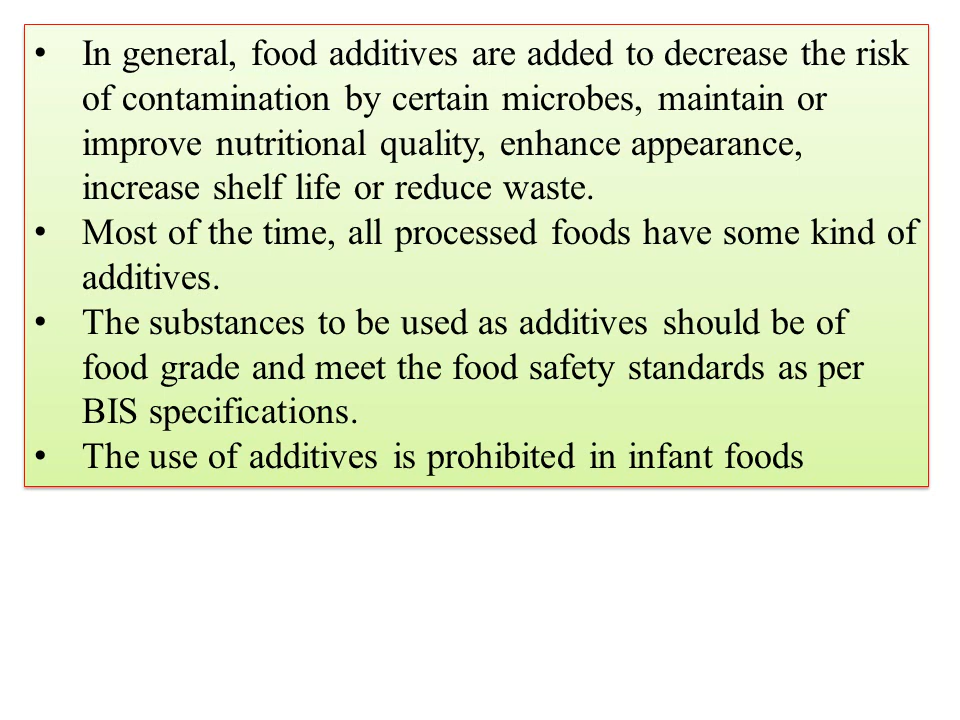 • In general, food additives are added to decrease the risk
of contamination by certain microbes, maintain or
improve nutritional quality, enhance appearance,
increase shelf life or reduce waste.
• Most of the time, all processed foods have some kind of
additives.
• The substances to be used as additives should be of
food grade and meet the food safety standards as per
BIS specifications.
• The use of additives is prohibited in infant foods